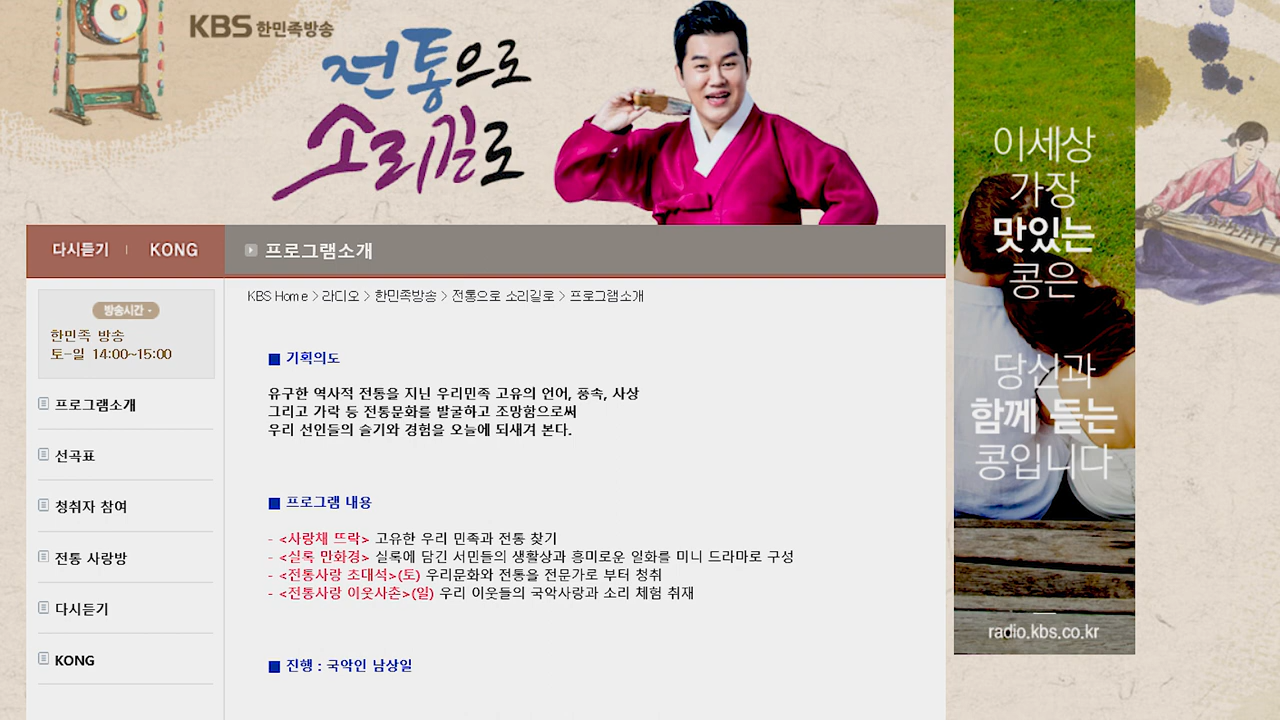 KBS 한민족방송
전통으로
소리길로
다시듣기 | KONG
프로그램소개
방송시간
한민족 방송
토-일 14:00~15:00
프로그램소개
선곡표
청취자 참여
전통 사랑방
다시듣기
KONG
KBS Home > 라디오 > 한민족방송 > 전통으로 소리길로 > 프로그램소개
■ 기획의도
유구한 역사적 전통을 지닌 우리민족 고유의 언어, 풍속, 사상
그리고 가락 등 전통문화를 발굴하고 조망함으로써
우리 선인들의 슬기와 경험을 오늘에 되새겨 본다.
■ 프로그램 내용
- <사랑채 뜨락> 고유한 우리 민족과 전통 찾기
- <실록 만화경> 실록에 담긴 서민들의 생활상과 흥미로운 일화를 미니 드라마로 구성
- <전통사랑 초대석>(토) 우리문화와 전통을 전문가로 부터 청취
- <전통사랑 이웃사촌>(일) 우리 이웃들의 국악사랑과 소리 체험 취재
■ 진행 : 국악인 남상일
이세상
가장
맛있는
콩은
당신과
함께 듣는
콩입니다
radio.kbs.co.kr